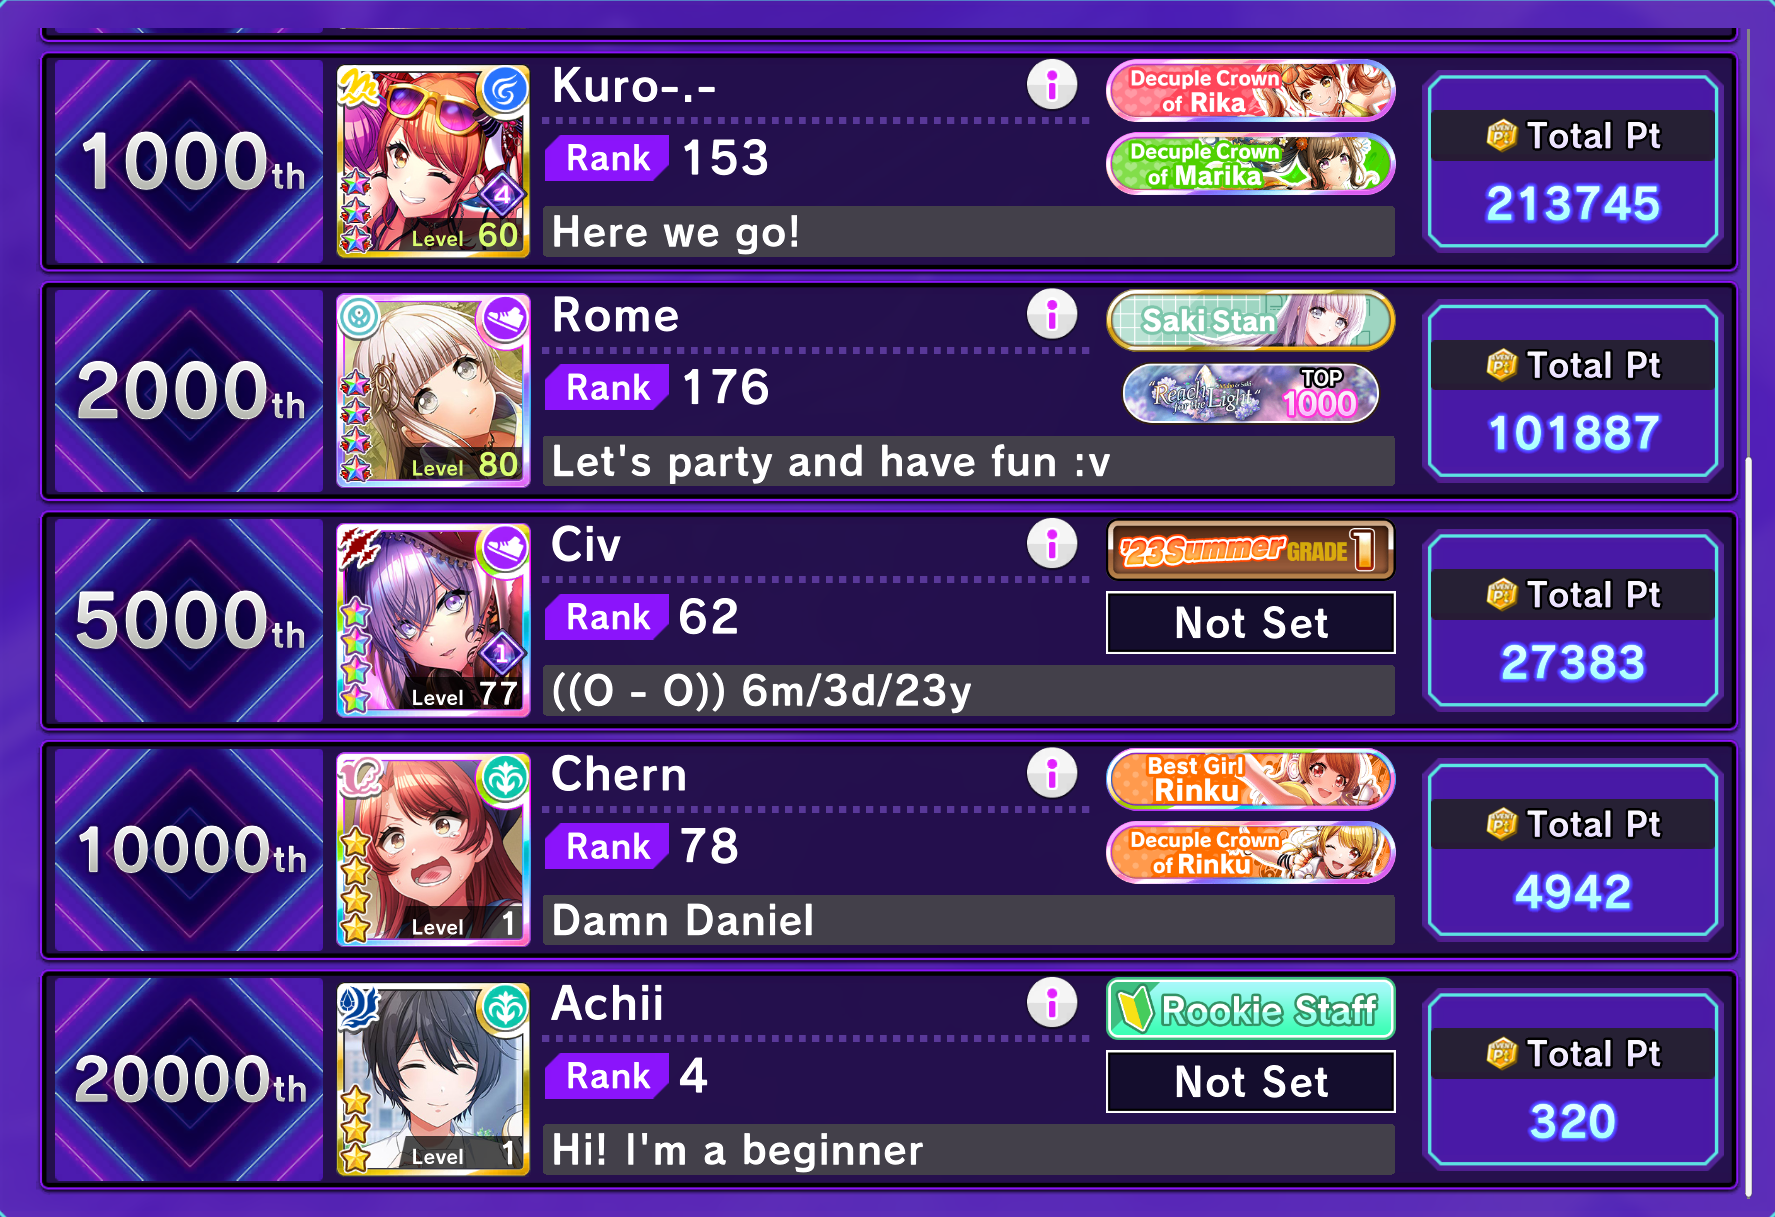 1000th
4
Level 60
Kuro-.-
Rank 153
Here we go!
Decuple Crown
of Rika
Decuple Crown
of Marika
Total Pt
213745
2000th
Level 80
Rome
Rank 176
Let's party and have fun :v
Saki Stan
"Reach
for the Light"
TOP
1000
Total Pt
101887
5000th
1
Level 77
Civ
Rank 62
((O - O)) 6m/3d/23y
'23Summer GRADE 1
Not Set
Total Pt
27383
10000th
Level 1
Chern
Rank 78
Damn Daniel
Best Girl
Rinku
Decuple Crown
of Rinku
Total Pt
4942
20000th
Level 1
Achii
Rank 4
Hi! I'm a beginner
Rookie Staff
Not Set
Total Pt
320